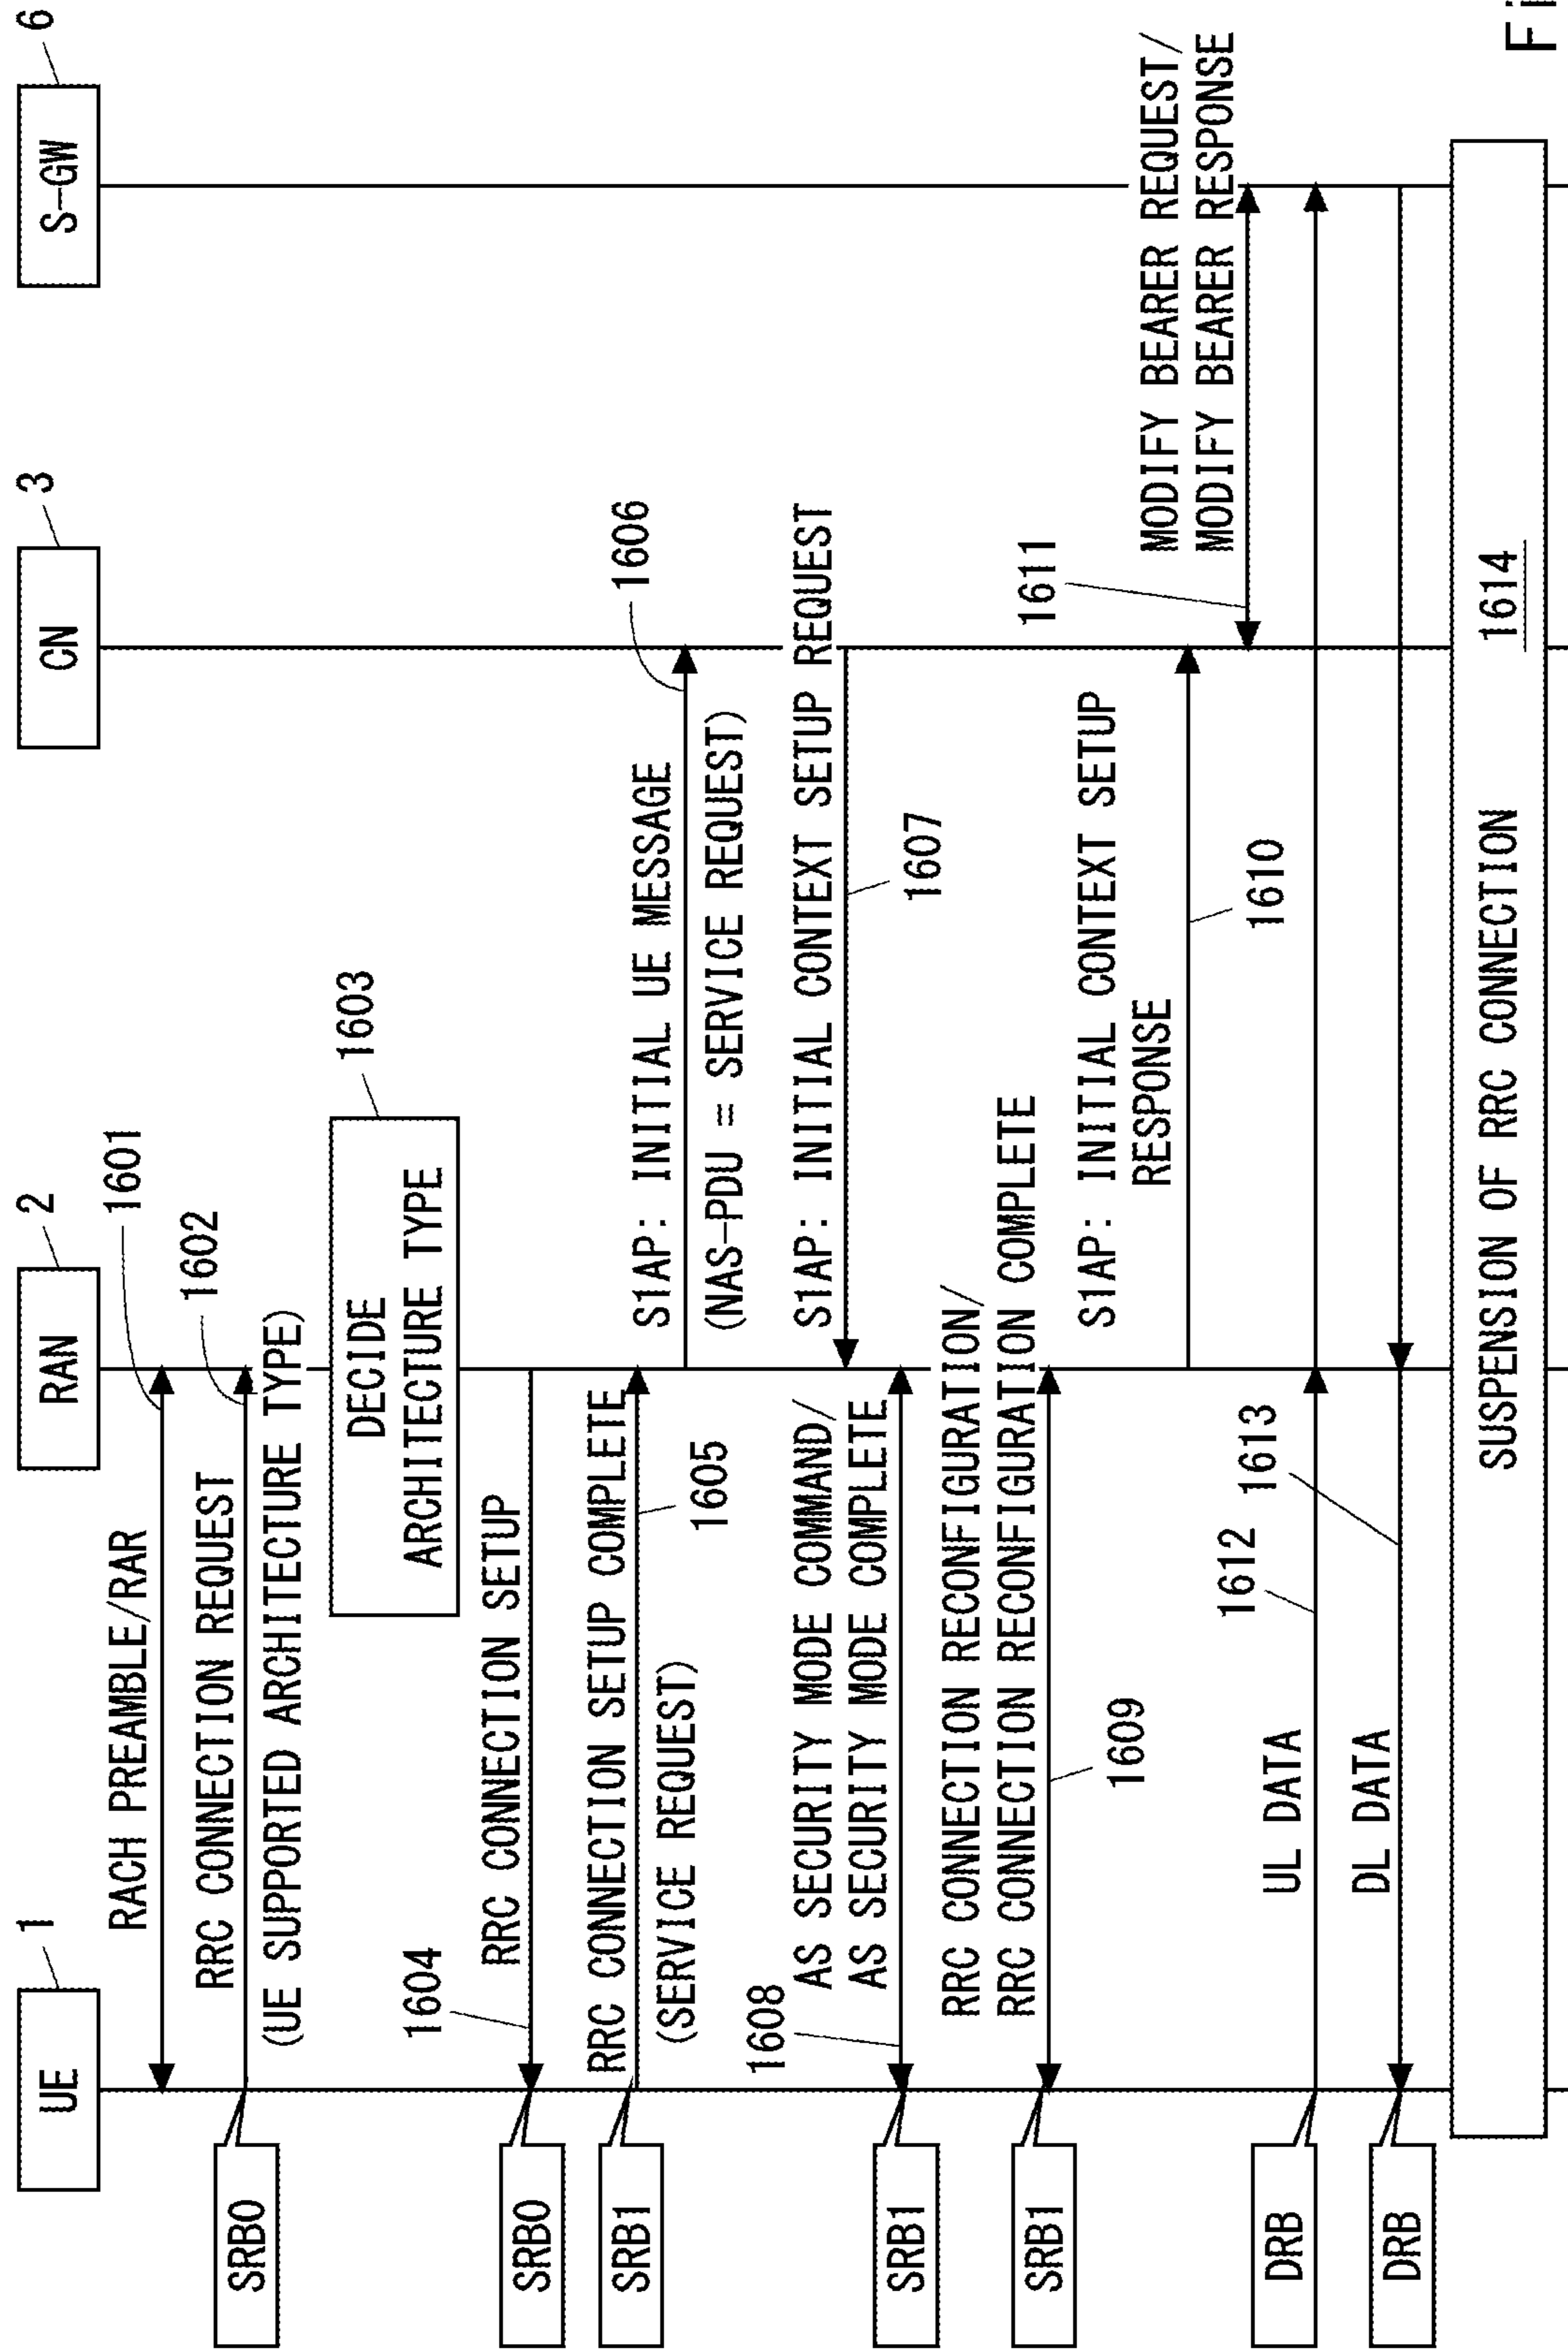 UE
1
RAN
2
CN
3
S-GW
6
RACH PREAMBLE/RAR
1601
SRB0
RRC CONNECTION REQUEST
1602
(UE SUPPORTED ARCHITECTURE TYPE)
DECIDE
ARCHITECTURE TYPE
1603
SRB0
1604
RRC CONNECTION SETUP
SRB1
RRC CONNECTION SETUP COMPLETE
(SERVICE REQUEST)
1605
S1AP: INITIAL UE MESSAGE
1606
(NAS-PDU = SERVICE REQUEST)
S1AP: INITIAL CONTEXT SETUP REQUEST
1607
SRB1
1608
AS SECURITY MODE COMMAND/
AS SECURITY MODE COMPLETE
SRB1
RRC CONNECTION RECONFIGURATION/
RRC CONNECTION RECONFIGURATION COMPLETE
1609
S1AP: INITIAL CONTEXT SETUP
RESPONSE
1610
1611
MODIFY BEARER REQUEST/
MODIFY BEARER RESPONSE
DRB
UL DATA
1612
DRB
DL DATA
1613
SUSPENSION OF RRC CONNECTION
1614